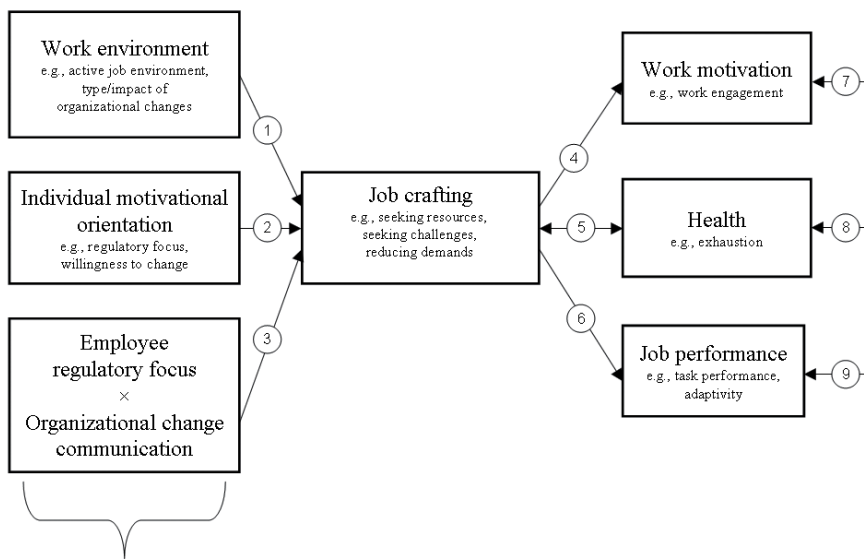 Work environment
e.g., active job environment,
type/impact of
organizational changes
1
Individual motivational
orientation
e.g., regulatory focus,
willingness to change
2
Employee
regulatory focus
×
Organizational change
communication
3
Job crafting
e.g., seeking resources,
seeking challenges,
reducing demands
4
5
6
Work motivation
e.g., work engagement
7
Health
e.g., exhaustion
8
Job performance
e.g., task performance,
adaptivity
9